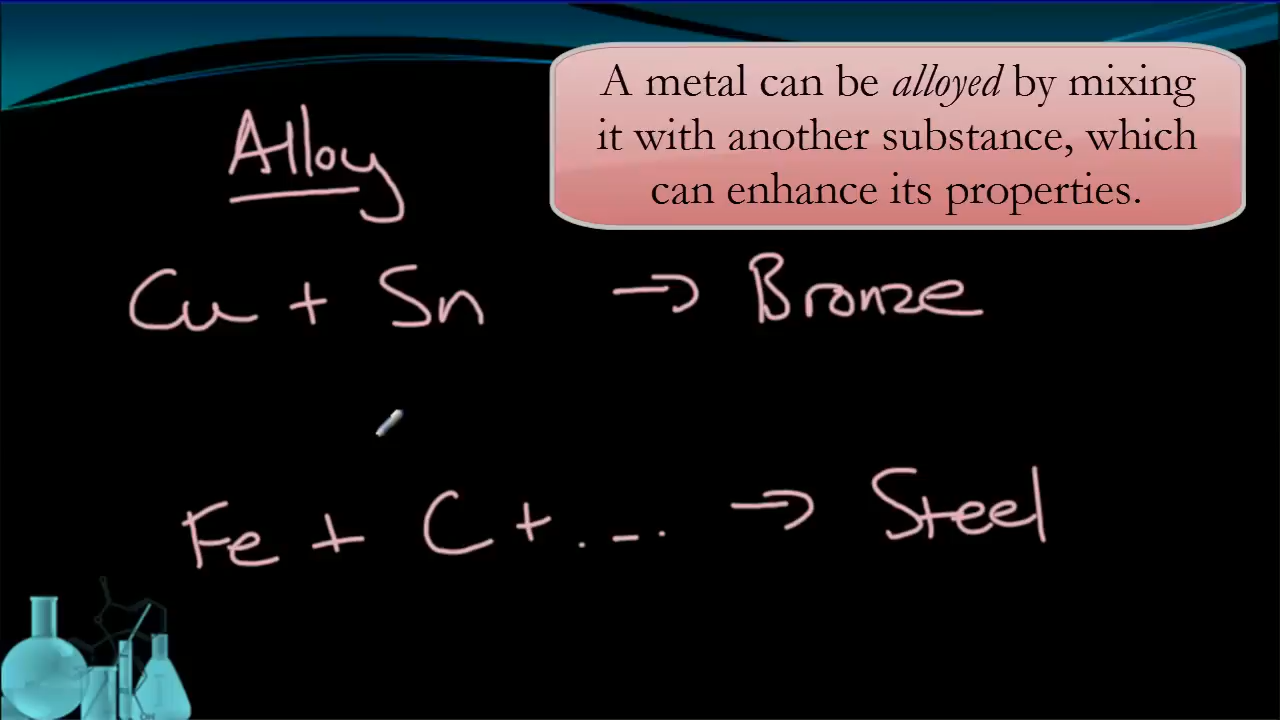 A metal can be alloyed by mixing
it with another substance, which
can enhance its properties.
Alloy
Cu + Sn → Bronze
Fe + C + ... → Steel
OH